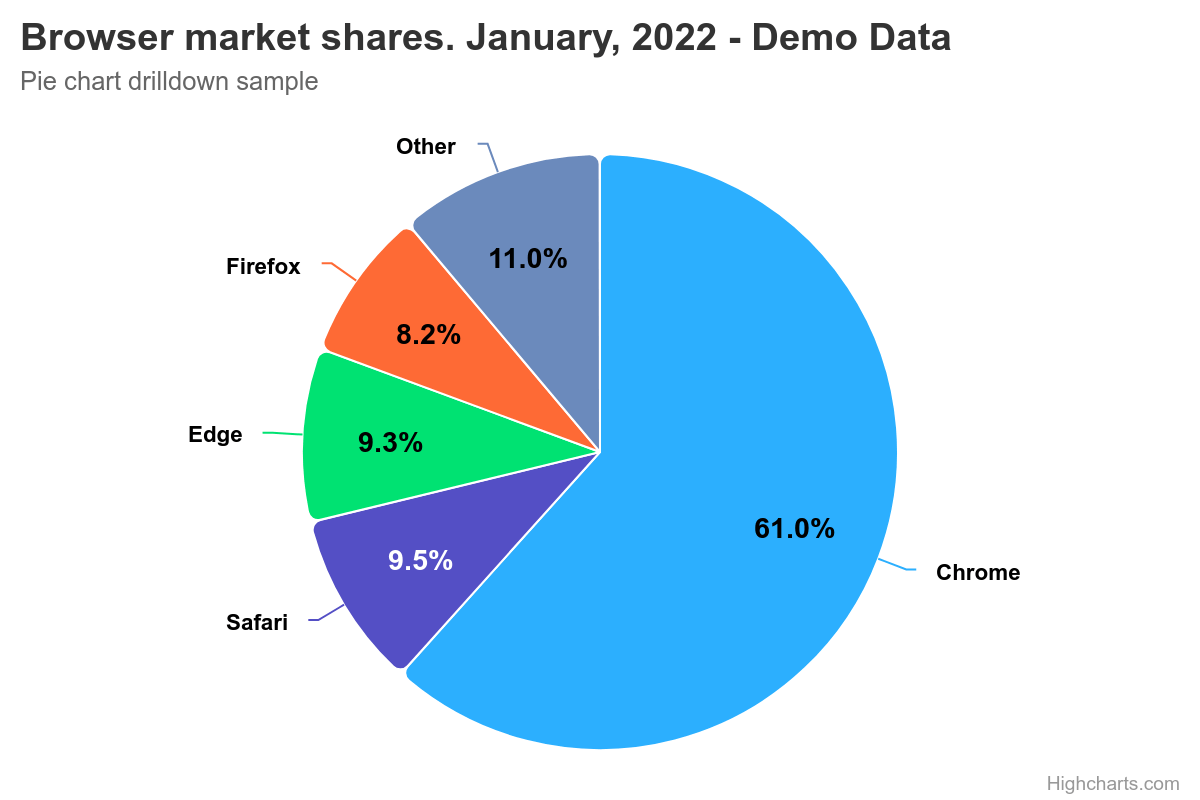 Browser market shares. January, 2022 - Demo Data
Pie chart drilldown sample
Other
11.0%
Firefox
8.2%
Edge
9.3%
61.0%
Chrome
9.5%
Safari
Highcharts.com